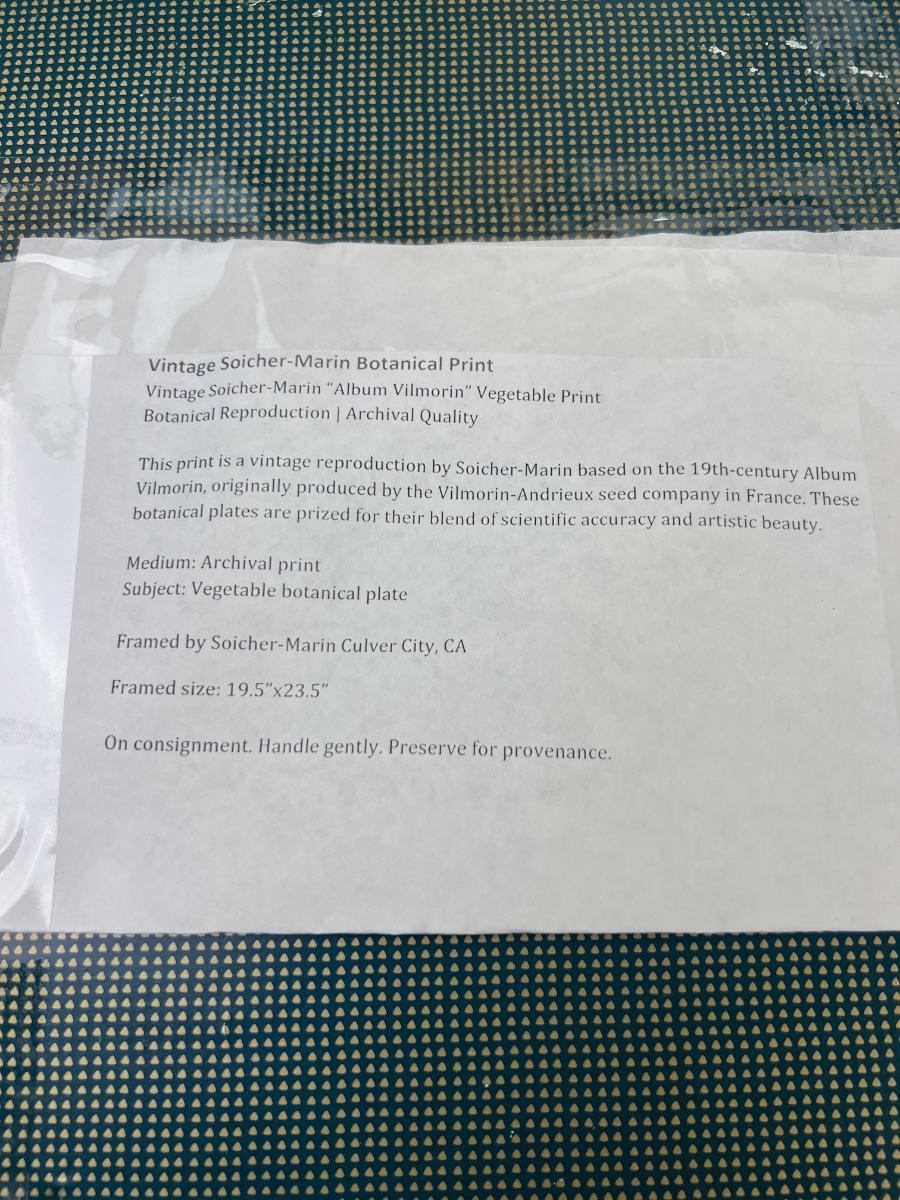 Vintage Soicher-Marin Botanical Print
Vintage Soicher-Marin “Album Vilmorin” Vegetable Print
Botanical Reproduction | Archival Quality
This print is a vintage reproduction by Soicher-Marin based on the 19th-century Album
Vilmorin, originally produced by the Vilmorin-Andrieux seed company in France. These
botanical plates are prized for their blend of scientific accuracy and artistic beauty.
Medium: Archival print
Subject: Vegetable botanical plate
Framed by Soicher-Marin Culver City, CA
Framed size: 19.5”x23.5”
On consignment. Handle gently. Preserve for provenance.